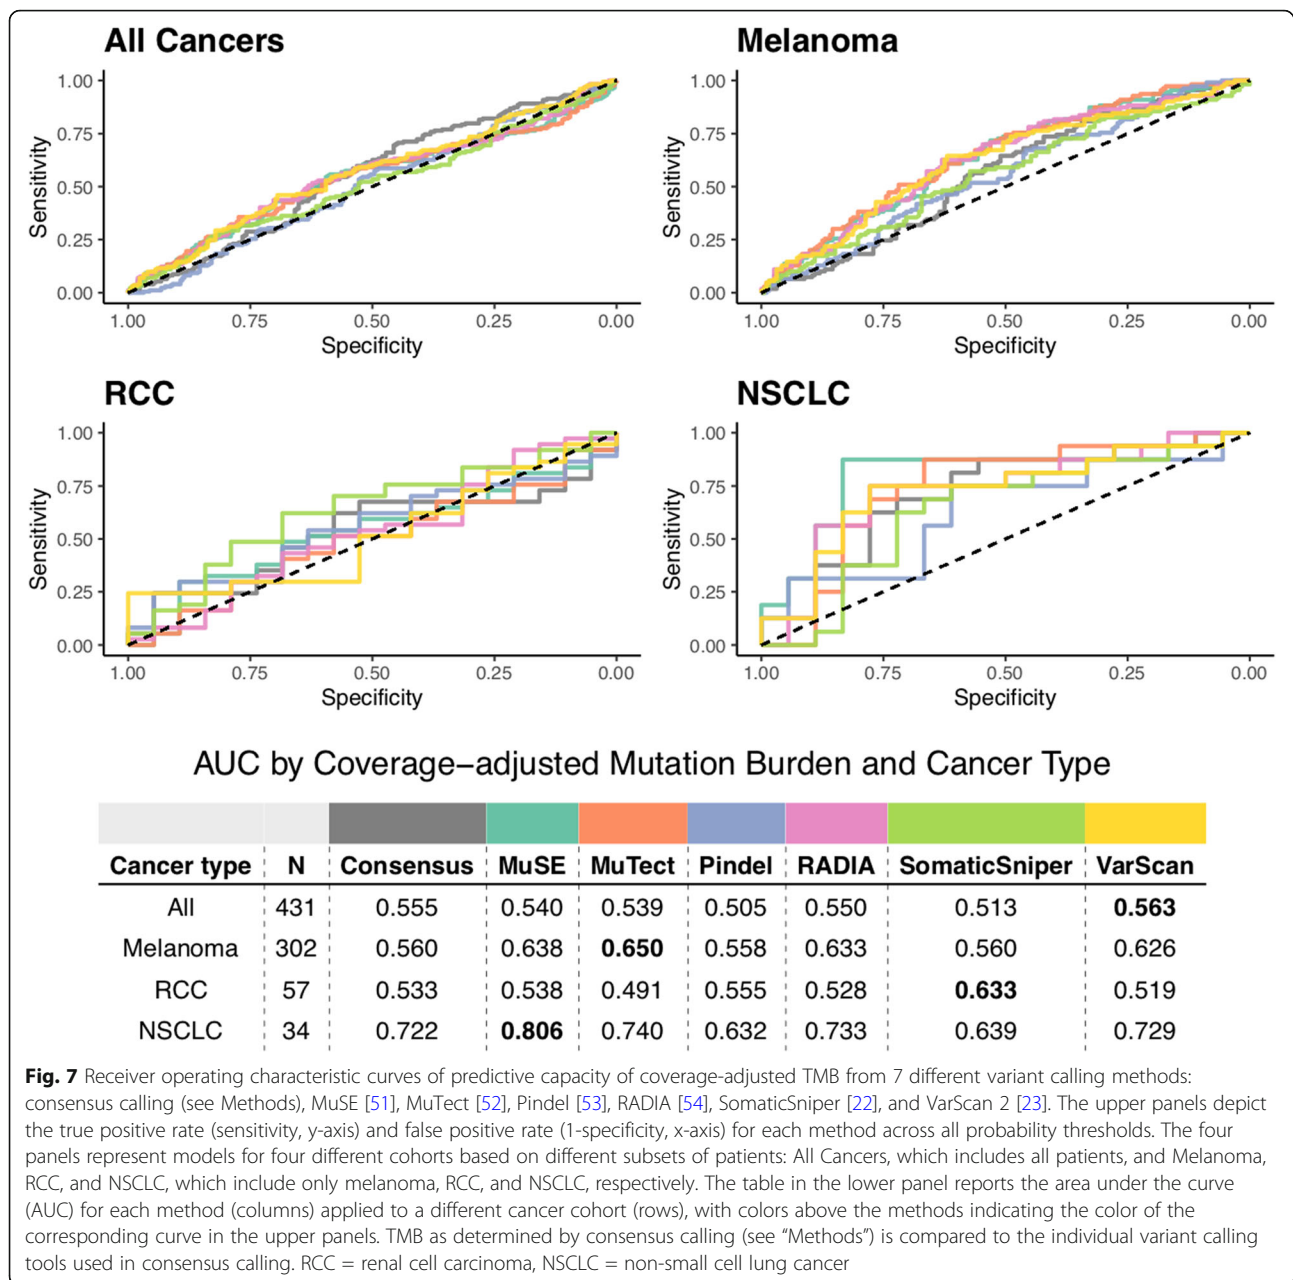 All Cancers
1.00
0.75
0.50
0.25
0.00
Sensitivity
1.00 0.75 0.50 0.25 0.00
Specificity
Melanoma
1.00
0.75
0.50
0.25
0.00
Sensitivity
1.00 0.75 0.50 0.25 0.00
Specificity
RCC
1.00
0.75
0.50
0.25
0.00
Sensitivity
1.00 0.75 0.50 0.25 0.00
Specificity
NSCLC
1.00
0.75
0.50
0.25
0.00
Sensitivity
1.00 0.75 0.50 0.25 0.00
Specificity
AUC by Coverage−adjusted Mutation Burden and Cancer Type
Cancer type N Consensus MuSE MuTect Pindel RADIA SomaticSniper VarScan
All 431 0.555 0.540 0.539 0.505 0.550 0.513 0.563
Melanoma 302 0.560 0.638 0.650 0.558 0.633 0.560 0.626
RCC 57 0.533 0.538 0.491 0.555 0.528 0.633 0.519
NSCLC 34 0.722 0.806 0.740 0.632 0.733 0.639 0.729
Fig. 7 Receiver operating characteristic curves of predictive capacity of coverage-adjusted TMB from 7 different variant calling methods:
consensus calling (see Methods), MuSE [51], MuTect [52], Pindel [53], RADIA [54], SomaticSniper [22], and VarScan 2 [23]. The upper panels depict
the true positive rate (sensitivity, y-axis) and false positive rate (1-specificity, x-axis) for each method across all probability thresholds. The four
panels represent models for four different cohorts based on different subsets of patients: All Cancers, which includes all patients, and Melanoma,
RCC, and NSCLC, which include only melanoma, RCC, and NSCLC, respectively. The table in the lower panel reports the area under the curve
(AUC) for each method (columns) applied to a different cancer cohort (rows), with colors above the methods indicating the color of the
corresponding curve in the upper panels. TMB as determined by consensus calling (see “Methods”) is compared to the individual variant calling
tools used in consensus calling. RCC = renal cell carcinoma, NSCLC = non-small cell lung cancer